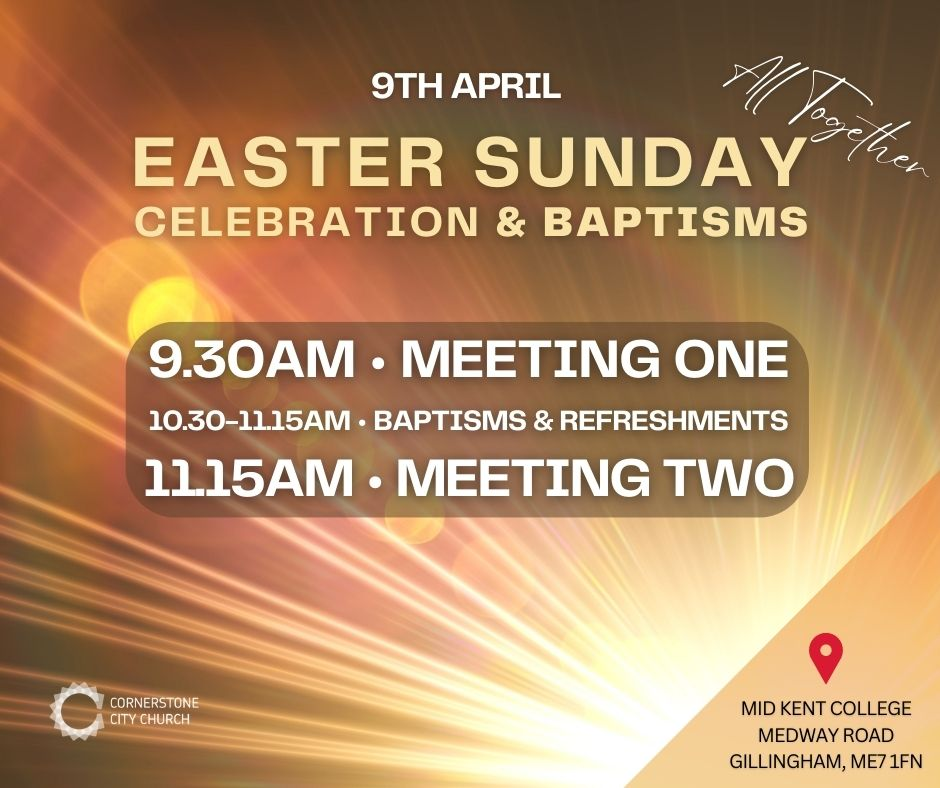 9TH APRIL
All Together
EASTER SUNDAY
CELEBRATION & BAPTISMS
9.30AM • MEETING ONE
10.30-11.15AM • BAPTISMS & REFRESHMENTS
11.15AM • MEETING TWO
CORNERSTONE
CITY CHURCH
MID KENT COLLEGE
MEDWAY ROAD
GILLINGHAM, ME7 1FN